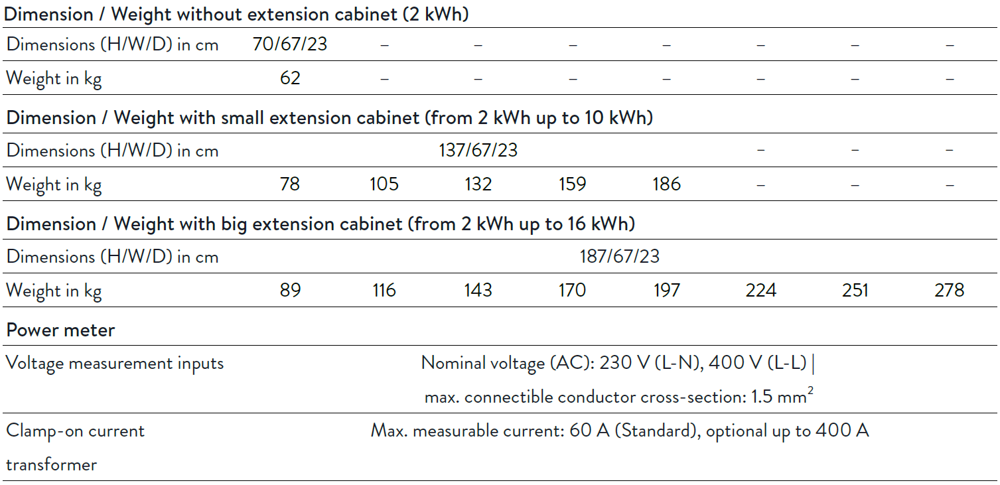 Dimension / Weight without extension cabinet (2 kWh)
Dimensions (H/W/D) in cm 70/67/23 – – – – – – –
Weight in kg 62 – – – – – – –
Dimension / Weight with small extension cabinet (from 2 kWh up to 10 kWh)
Dimensions (H/W/D) in cm 137/67/23 – – –
Weight in kg 78 105 132 159 186 – – –
Dimension / Weight with big extension cabinet (from 2 kWh up to 16 kWh)
Dimensions (H/W/D) in cm 187/67/23
Weight in kg 89 116 143 170 197 224 251 278
Power meter
Voltage measurement inputs Nominal voltage (AC): 230 V (L-N), 400 V (L-L) |
max. connectible conductor cross-section: 1.5 mm²
Clamp-on current Max. measurable current: 60 A (Standard), optional up to 400 A
transformer